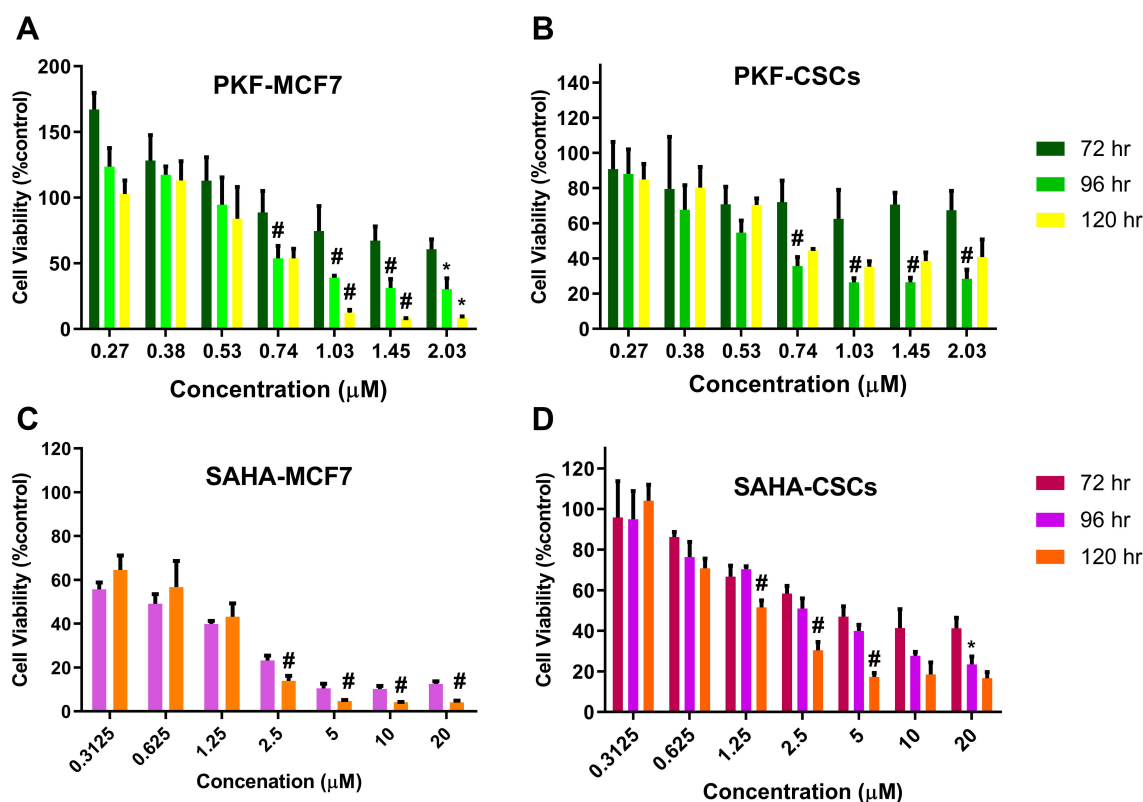 A
PKF-MCF7
Cell Viability (%control)
200
150
100
50
0
#
#
#
#
#
*
*
0.27 0.38 0.53 0.74 1.03 1.45 2.03
Concentration (μM)
B
PKF-CSCs
Cell Viability (%control)
140
120
100
80
60
40
20
0
#
#
#
#
0.27 0.38 0.53 0.74 1.03 1.45 2.03
Concentration (μM)
72 hr
96 hr
120 hr
C
SAHA-MCF7
Cell Viability (%control)
120
100
80
60
40
20
0
#
#
#
#
0.3125 0.625 1.25 2.5 5 10 20
Concenation (μM)
D
SAHA-CSCs
Cell Viability (%control)
120
100
80
60
40
20
0
#
#
#
*
0.3125 0.625 1.25 2.5 5 10 20
Concentration (μM)
72 hr
96 hr
120 hr